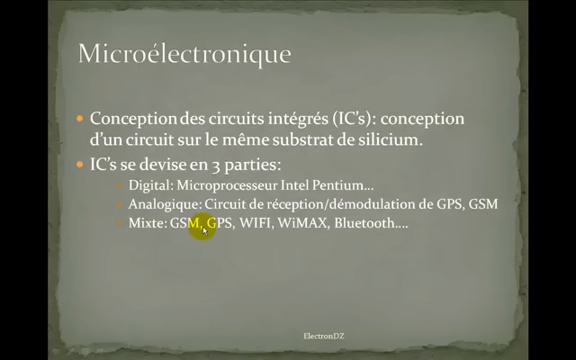 Microélectronique
Conception des circuits intégrés (IC's): conception
d'un circuit sur le même substrat de silicium.
IC's se devise en 3 parties:
Digital: Microprocesseur Intel Pentium...
Analogique: Circuit de réception/démodulation de GPS, GSM
Mixte: GSM, GPS, WIFI, WiMAX, Bluetooth....
ElectronDZ